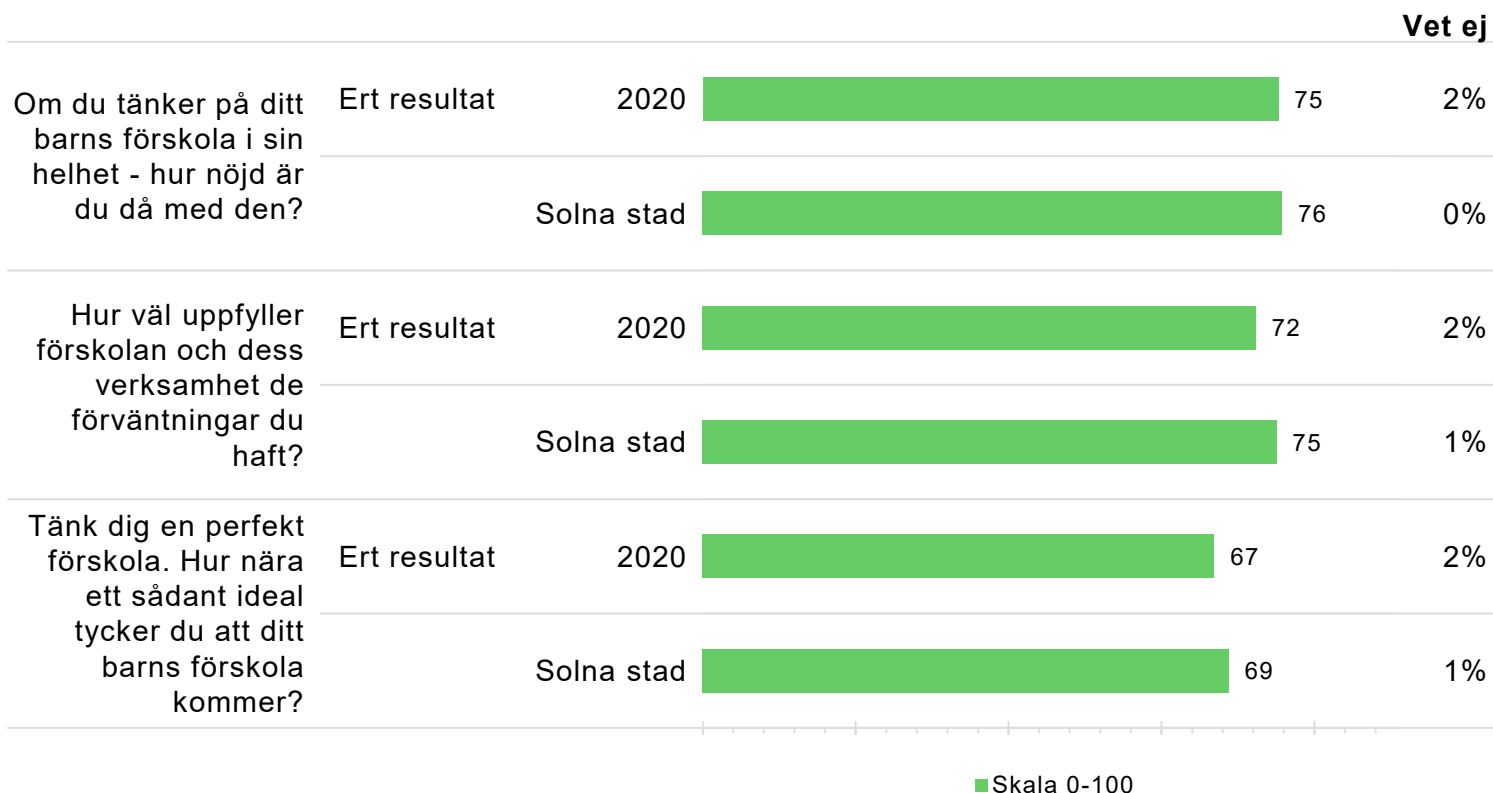 Vet ej
Om du tänker på ditt
barns förskola i sin
helhet - hur nöjd är
du då med den?
Ert resultat 2020 75 2%
Solna stad 76 0%
Hur väl uppfyller
förskolan och dess
verksamhet de
förväntningar du
haft?
Ert resultat 2020 72 2%
Solna stad 75 1%
Tänk dig en perfekt
förskola. Hur nära
ett sådant ideal
tycker du att ditt
barns förskola
kommer?
Ert resultat 2020 67 2%
Solna stad 69 1%
Skala 0-100